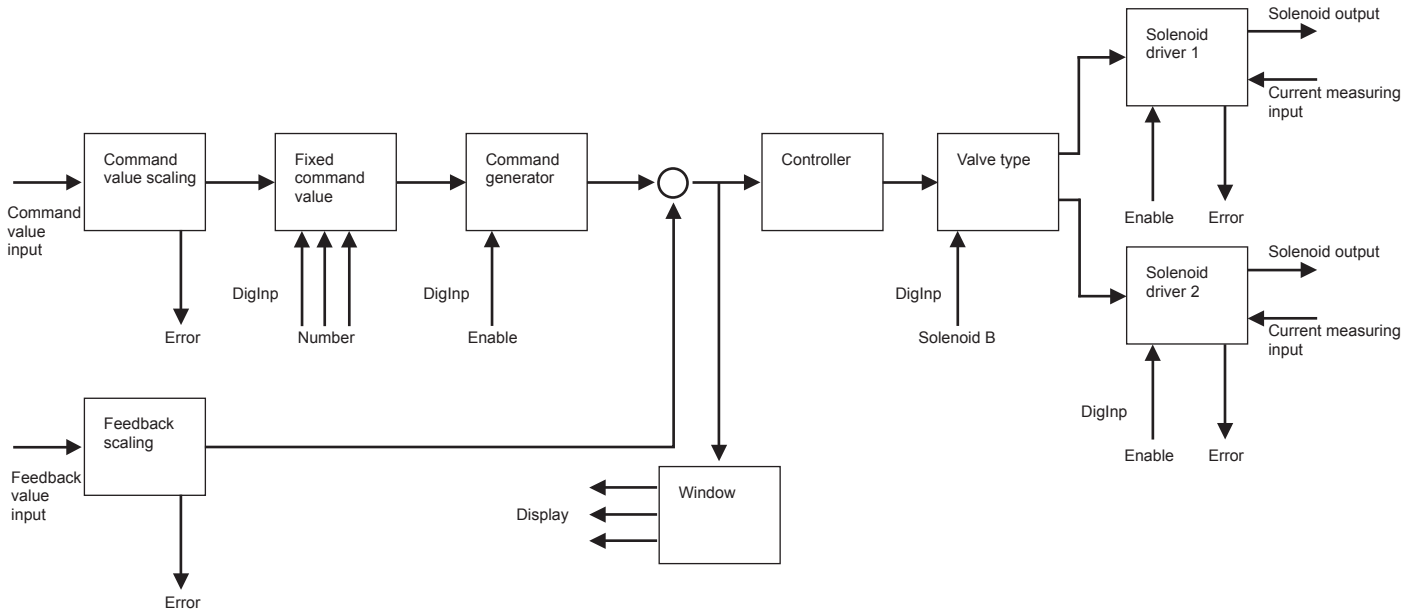 Solenoid output
Solenoid
driver 1
Current measuring
input
Enable
Error
Command
value scaling
Fixed
command
value
Command
generator
Controller
Valve type
Command
value
input
DigInp
DigInp
DigInp
Error
Number
Enable
Solenoid B
Solenoid output
Solenoid
driver 2
Current measuring
input
DigInp
Enable
Error
Feedback
scaling
Feedback
value
input
Error
Window
Display